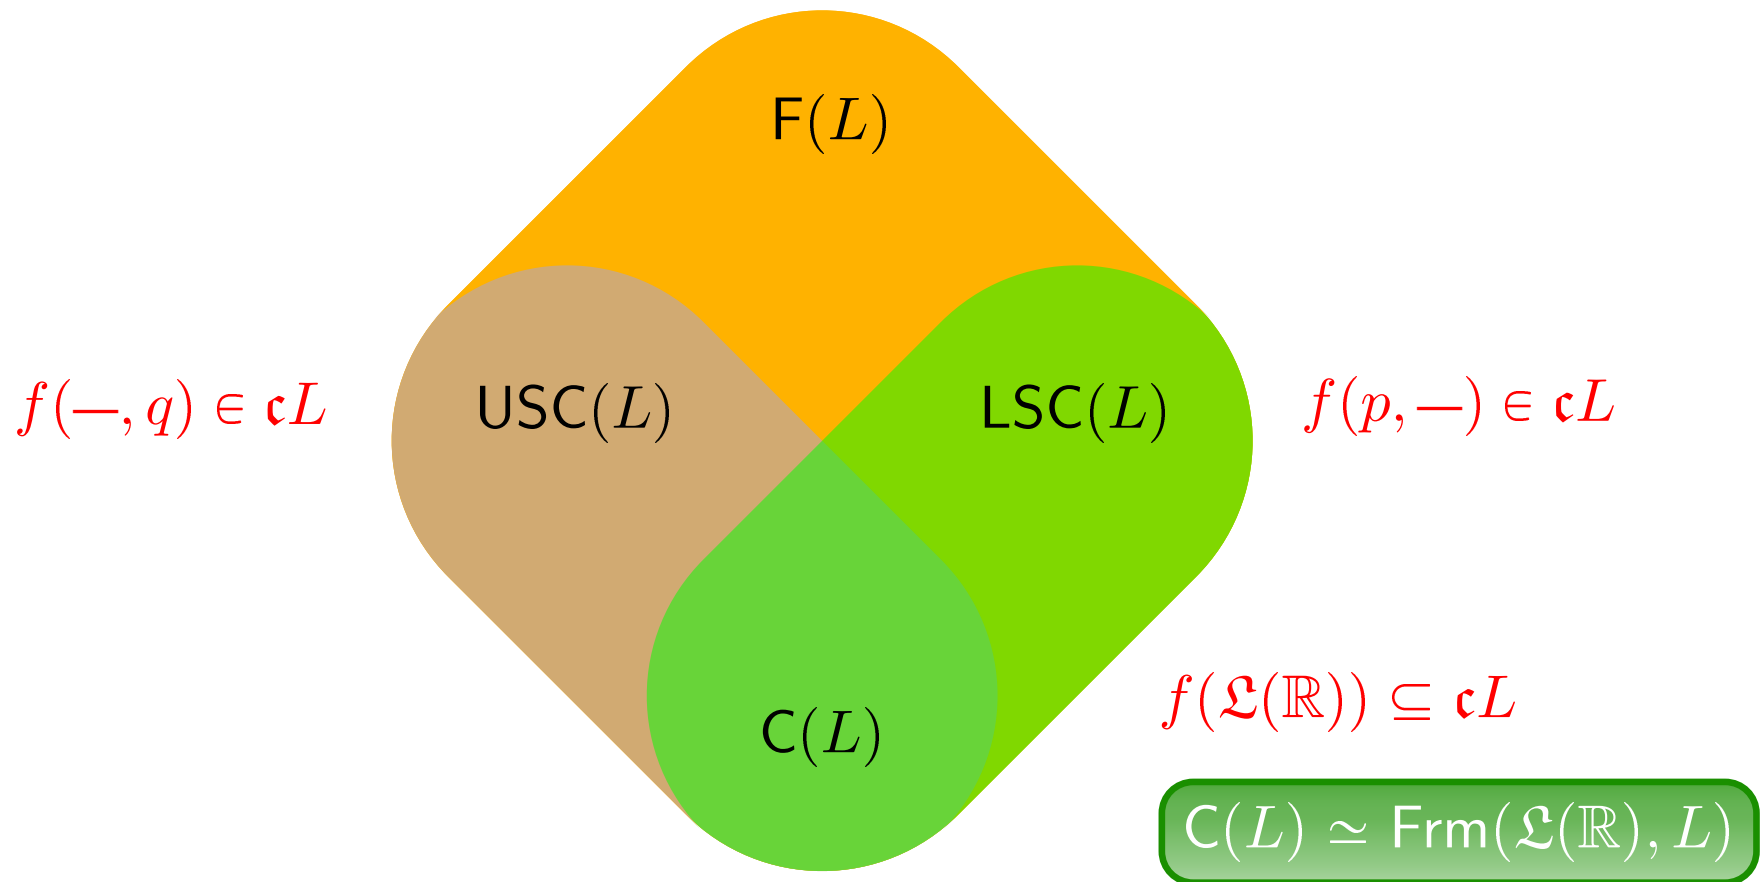 F(L)
f(—, q) ∈ 𝔠L
USC(L)
LSC(L)
f(p, —) ∈ 𝔠L
f(𝔏(ℝ)) ⊆ 𝔠L
C(L)
C(L) ≃ Frm(𝔏(ℝ), L)